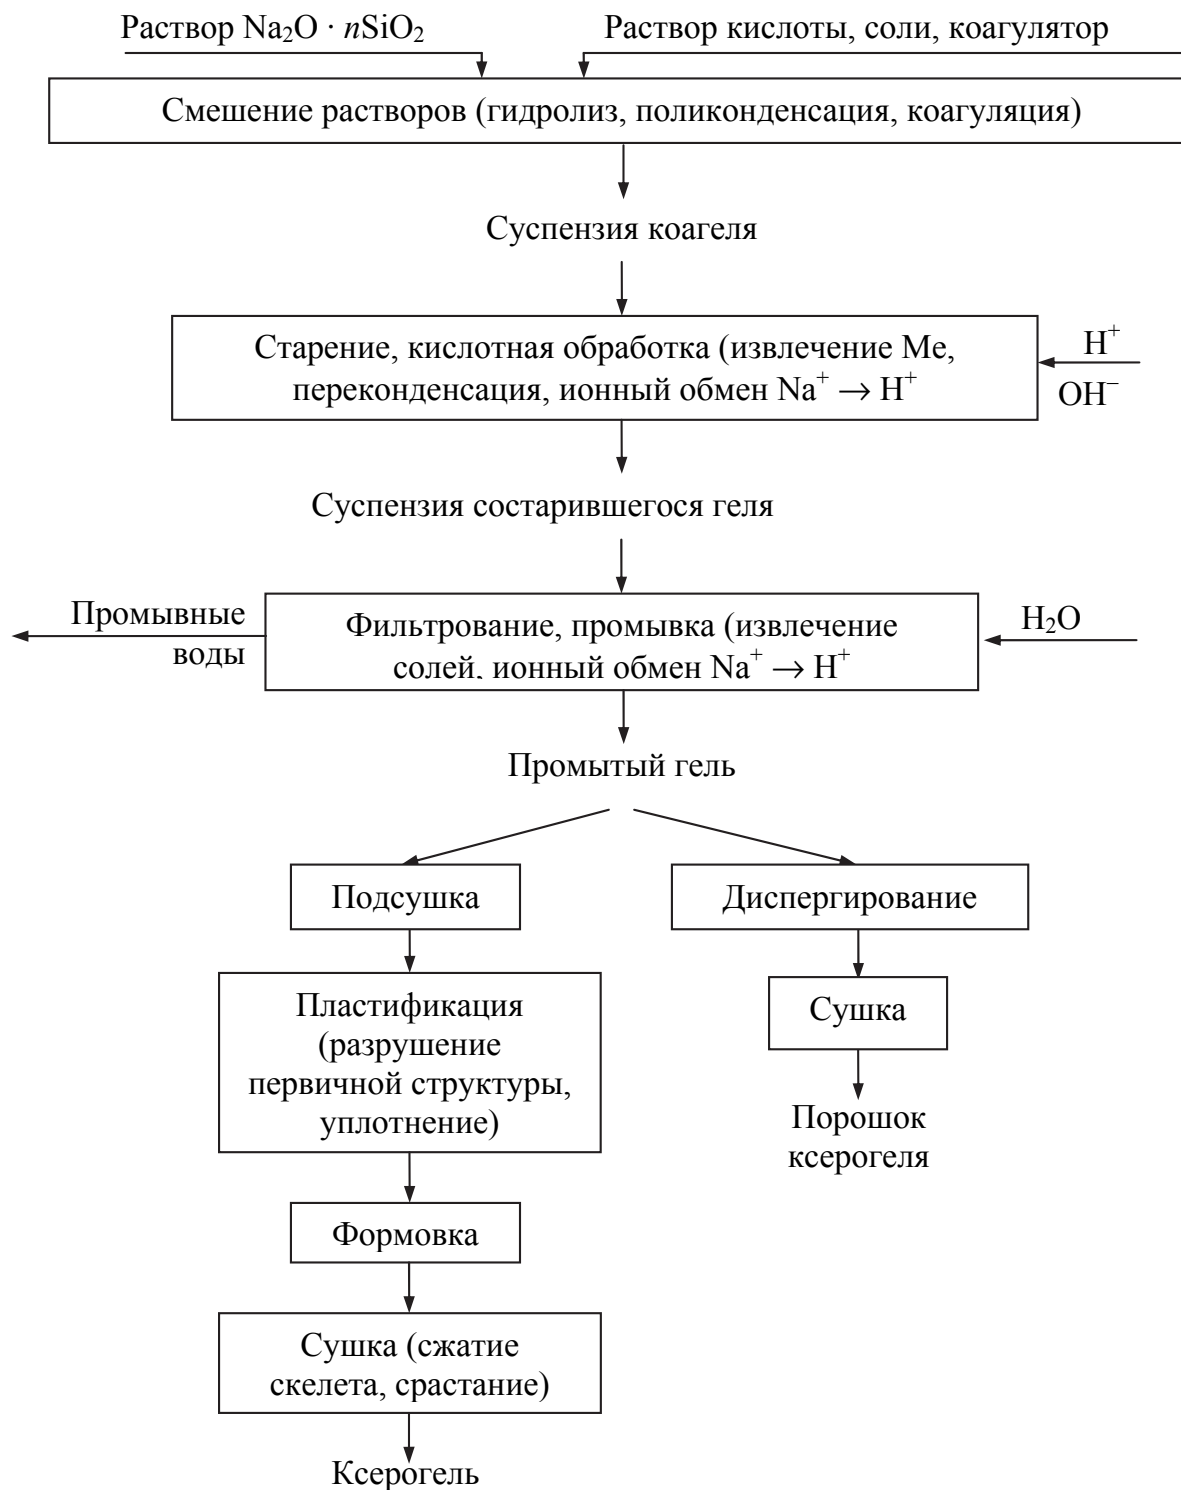 Раствор Na₂O · nSiO₂
Раствор кислоты, соли, коагулятор
Смешение растворов (гидролиз, поликонденсация, коагуляция)
Суспензия коагеля
Старение, кислотная обработка (извлечение Me,
переконденсация, ионный обмен Na⁺ → H⁺
H⁺
OH⁻
Суспензия состарившегося геля
Промывные
воды
Фильтрование, промывка (извлечение
солей, ионный обмен Na⁺ → H⁺
H₂O
Промытый гель
Подсушка
Диспергирование
Пластификация
(разрушение
первичной структуры,
уплотнение)
Сушка
Порошок
ксерогеля
Формовка
Сушка (сжатие
скелета, срастание)
Ксерогель